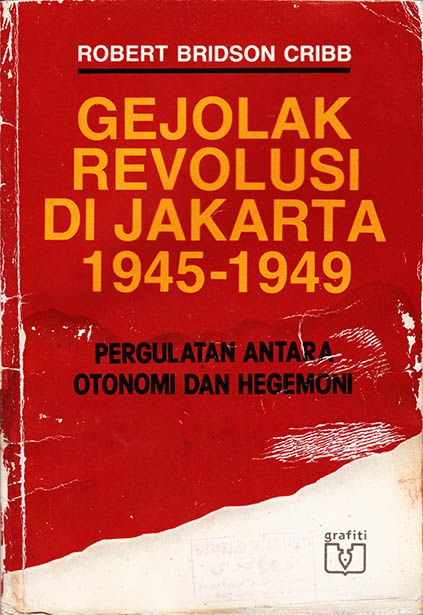 ROBERT BRIDSON CRIBB
GEJOLAK
REVOLUSI
DI JAKARTA
1945-1949
PERGULATAN ANTARA
OTONOMI DAN HEGEMONI
grafiti